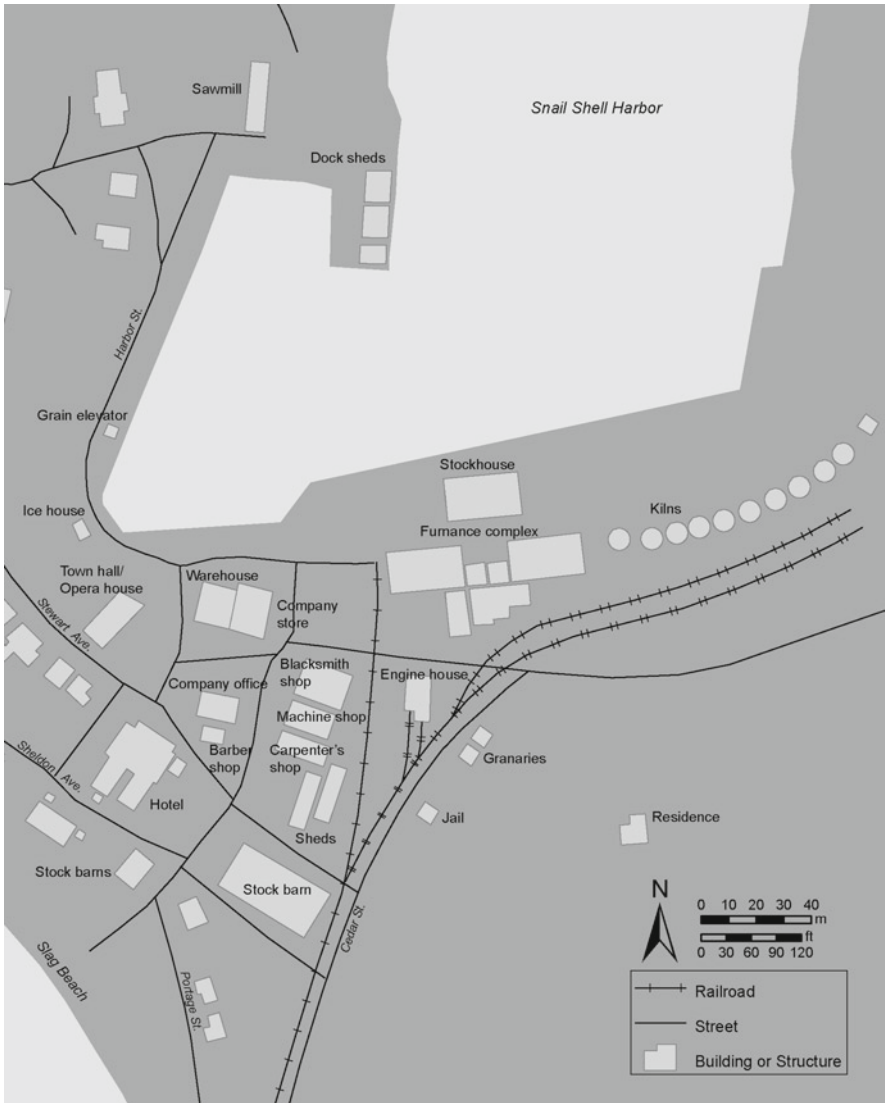 Sawmill
Snail Shell Harbor
Dock sheds
Harbor St.
Grain elevator
Stockhouse
Ice house
Kilns
Furnance complex
Town hall/
Opera house
Warehouse
Company
store
Stewart Ave.
Blacksmith
shop
Engine house
Company office
Machine shop
Barber
shop
Carpenter's
shop
Granaries
Sheldon Ave.
Hotel
Sheds
Jail
Residence
Stock barns
Stock barn
Cedar St.
Slag Beach
Portage St.
N
0 10 20 30 40
m
ft
0 30 60 90 120
Railroad
Street
Building or Structure